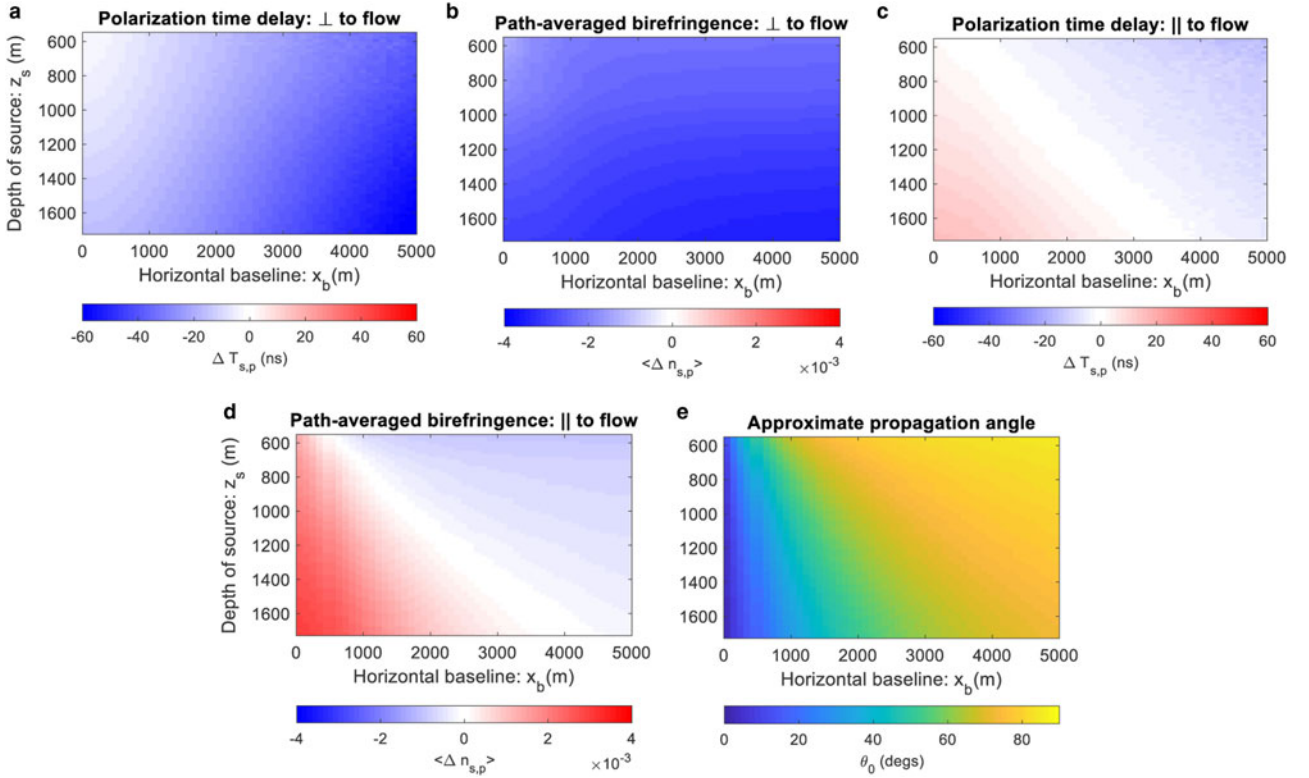 a
Polarization time delay: ⊥ to flow
Depth of source: z_s (m)
600
800
1000
1200
1400
1600
0 1000 2000 3000 4000 5000
Horizontal baseline: x_b(m)
-60 -40 -20 0 20 40 60
Δ T_s,p (ns)
b
Path-averaged birefringence: ⊥ to flow
600
800
1000
1200
1400
1600
0 1000 2000 3000 4000 5000
Horizontal baseline: x_b(m)
-4 -2 0 2 4
<Δ n_s,p>
×10^-3
c
Polarization time delay: || to flow
600
800
1000
1200
1400
1600
0 1000 2000 3000 4000 5000
Horizontal baseline: x_b(m)
-60 -40 -20 0 20 40 60
Δ T_s,p (ns)
d
Path-averaged birefringence: || to flow
Depth of source: z_s (m)
600
800
1000
1200
1400
1600
0 1000 2000 3000 4000 5000
Horizontal baseline: x_b(m)
-4 -2 0 2 4
<Δ n_s,p>
×10^-3
e
Approximate propagation angle
600
800
1000
1200
1400
1600
0 1000 2000 3000 4000 5000
Horizontal baseline: x_b(m)
0 20 40 60 80
θ_0 (degs)